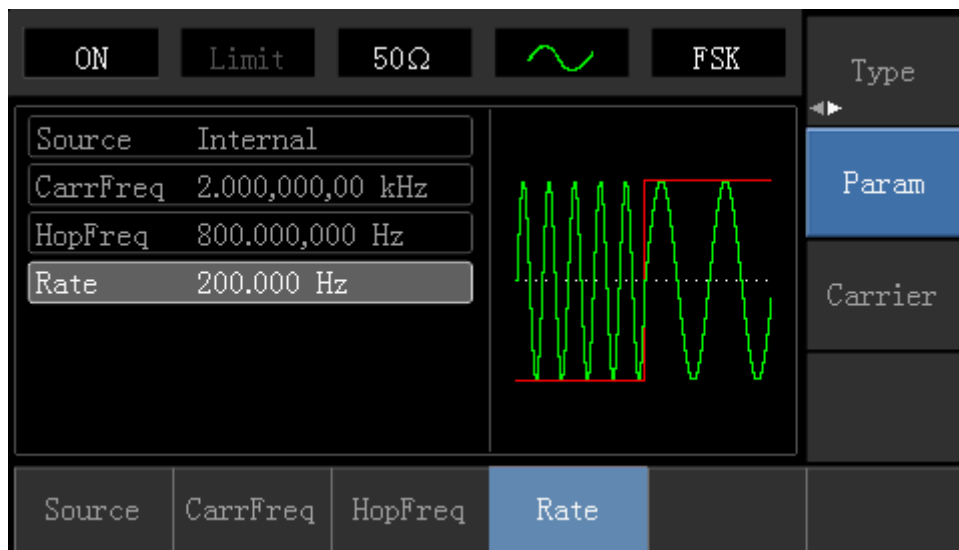 ON Limit 50Ω FSK
Type
Source Internal
CarrFreq 2.000,000,00 kHz
Param
HopFreq 800.000,000 Hz
Rate 200.000 Hz
Carrier
Source CarrFreq HopFreq Rate